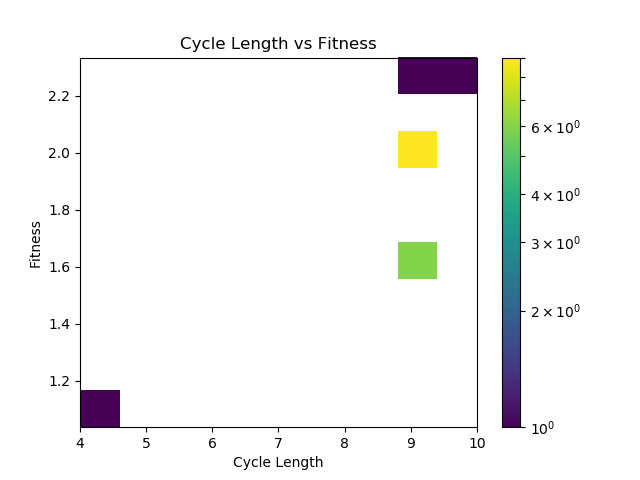 Cycle Length vs Fitness
Fitness
2.2
2.0
1.8
1.6
1.4
1.2
4 5 6 7 8 9 10
Cycle Length
6 × 10⁰
4 × 10⁰
3 × 10⁰
2 × 10⁰
10⁰